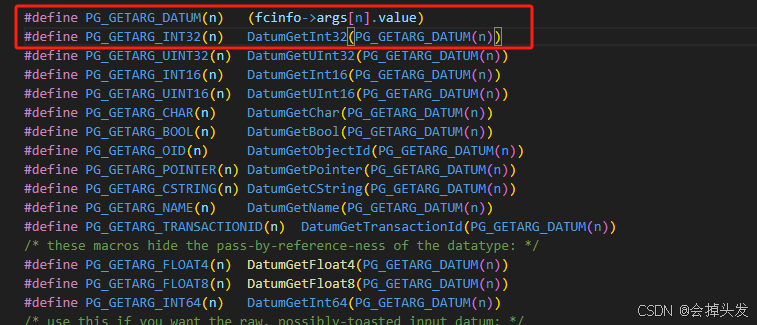 #define PG_GETARG_DATUM(n)   (fcinfo->args[n].value)
#define PG_GETARG_INT32(n)   DatumGetInt32(PG_GETARG_DATUM(n))
#define PG_GETARG_UINT32(n)  DatumGetUInt32(PG_GETARG_DATUM(n))
#define PG_GETARG_INT16(n)   DatumGetInt16(PG_GETARG_DATUM(n))
#define PG_GETARG_UINT16(n)  DatumGetUInt16(PG_GETARG_DATUM(n))
#define PG_GETARG_CHAR(n)    DatumGetChar(PG_GETARG_DATUM(n))
#define PG_GETARG_BOOL(n)    DatumGetBool(PG_GETARG_DATUM(n))
#define PG_GETARG_OID(n)     DatumGetObjectId(PG_GETARG_DATUM(n))
#define PG_GETARG_POINTER(n) DatumGetPointer(PG_GETARG_DATUM(n))
#define PG_GETARG_CSTRING(n) DatumGetCString(PG_GETARG_DATUM(n))
#define PG_GETARG_NAME(n)    DatumGetName(PG_GETARG_DATUM(n))
#define PG_GETARG_TRANSACTIONID(n)  DatumGetTransactionId(PG_GETARG_DATUM(n))
/* these macros hide the pass-by-reference-ness of the datatype: */
#define PG_GETARG_FLOAT4(n)  DatumGetFloat4(PG_GETARG_DATUM(n))
#define PG_GETARG_FLOAT8(n)  DatumGetFloat8(PG_GETARG_DATUM(n))
#define PG_GETARG_INT64(n)   DatumGetInt64(PG_GETARG_DATUM(n))
/* use this if you want the raw, possibly-toasted input datum: */
CSDN @会掉头发